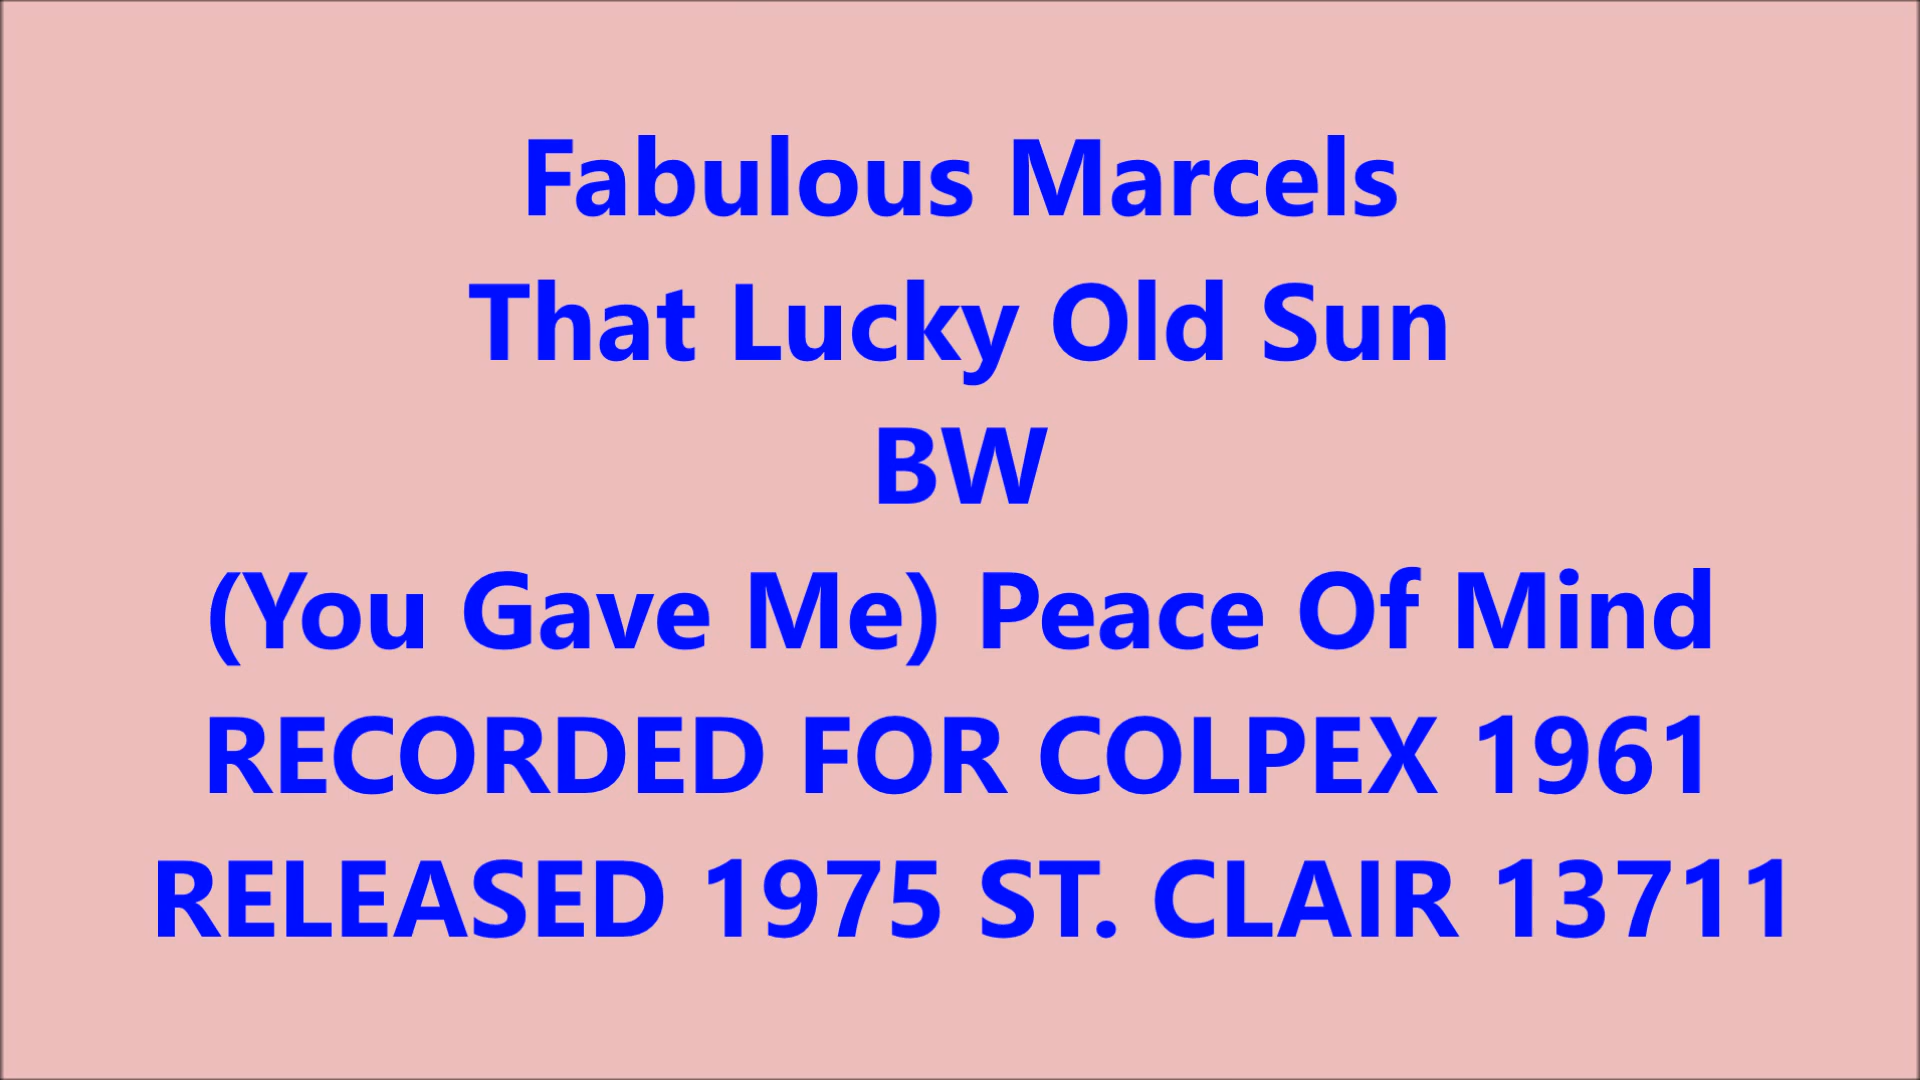 Fabulous Marcels
That Lucky Old Sun
BW
(You Gave Me) Peace Of Mind
RECORDED FOR COLPEX 1961
RELEASED 1975 ST. CLAIR 13711